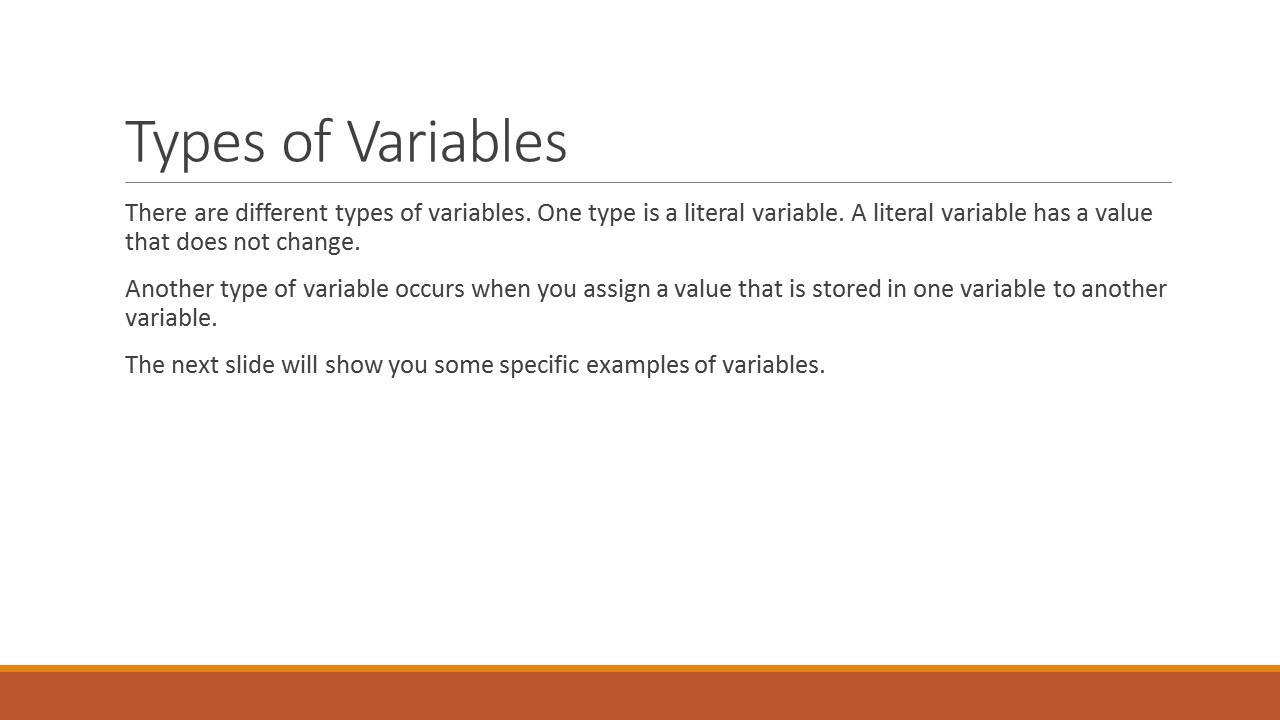 Types of Variables
There are different types of variables. One type is a literal variable. A literal variable has a value
that does not change.
Another type of variable occurs when you assign a value that is stored in one variable to another
variable.
The next slide will show you some specific examples of variables.